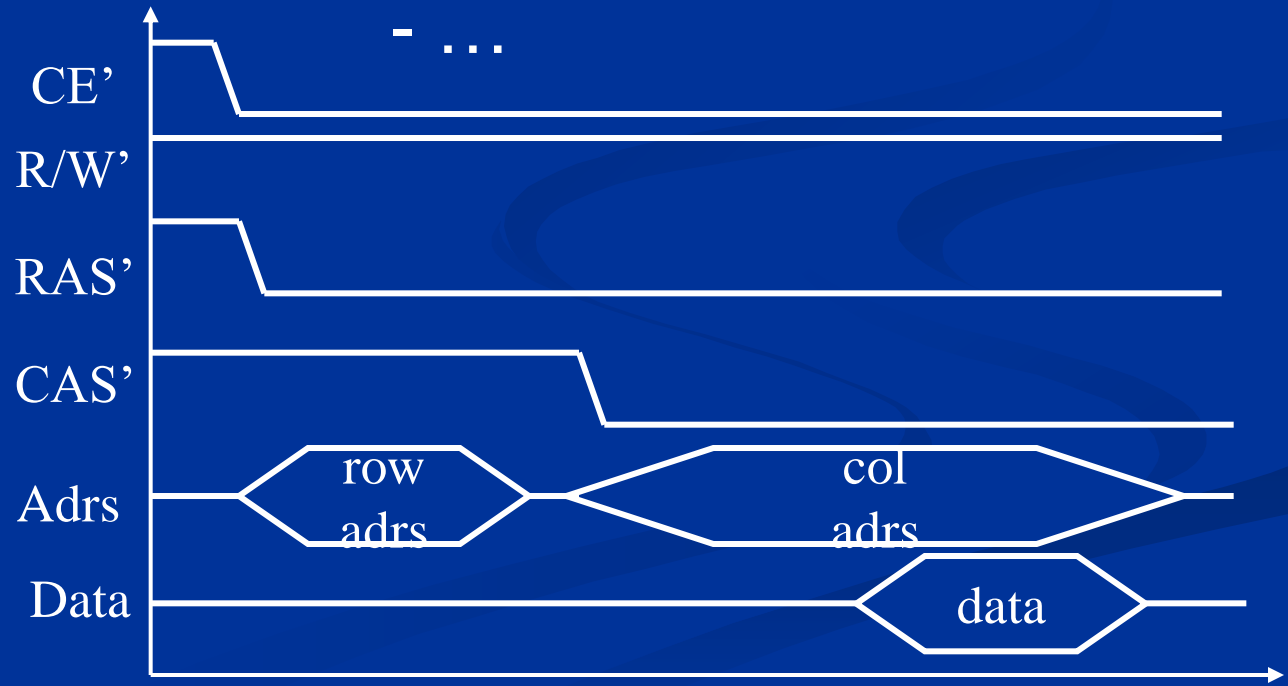 - …
CE’
R/W’
RAS’
CAS’
row
col
Adrs
adrs
adrs
Data
data